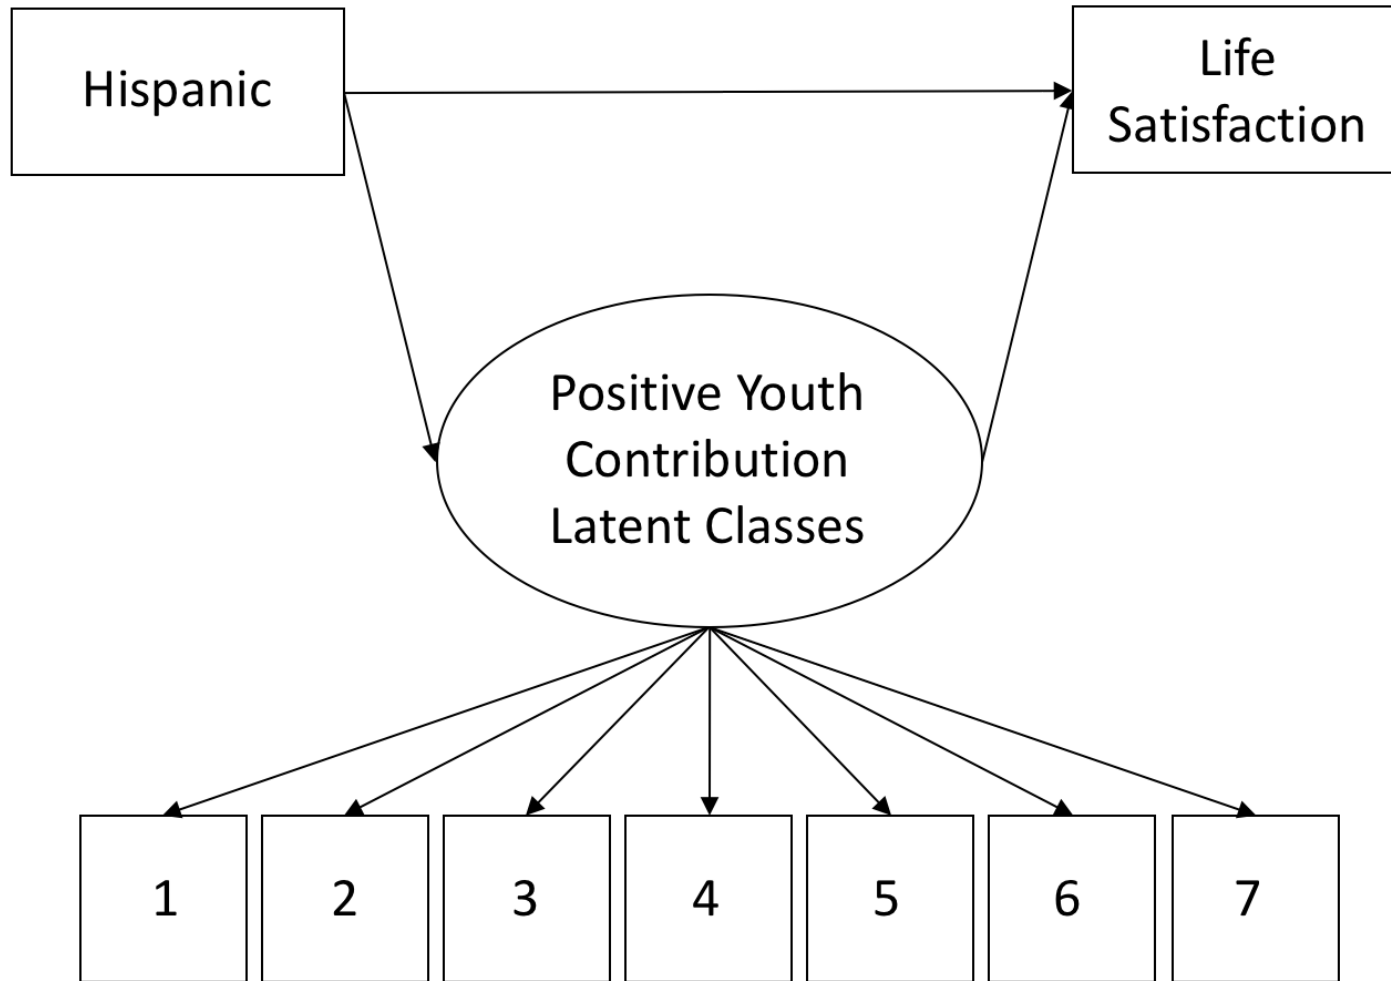 Hispanic
Life
Satisfaction
Positive Youth
Contribution
Latent Classes
1 2 3 4 5 6 7